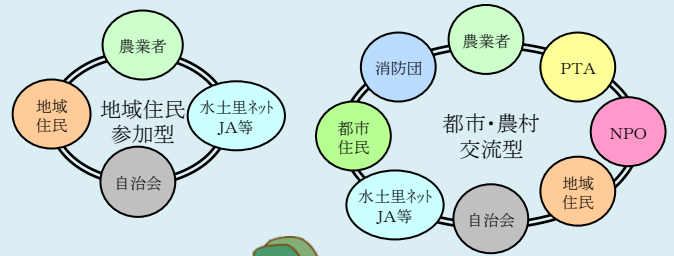 農業者
地域
住民
地域住民
参加型
水土里ネット
JA等
自治会
農業者
消防団
PTA
都市
住民
都市・農村
交流型
NPO
水土里ネット
JA等
自治会
地域
住民